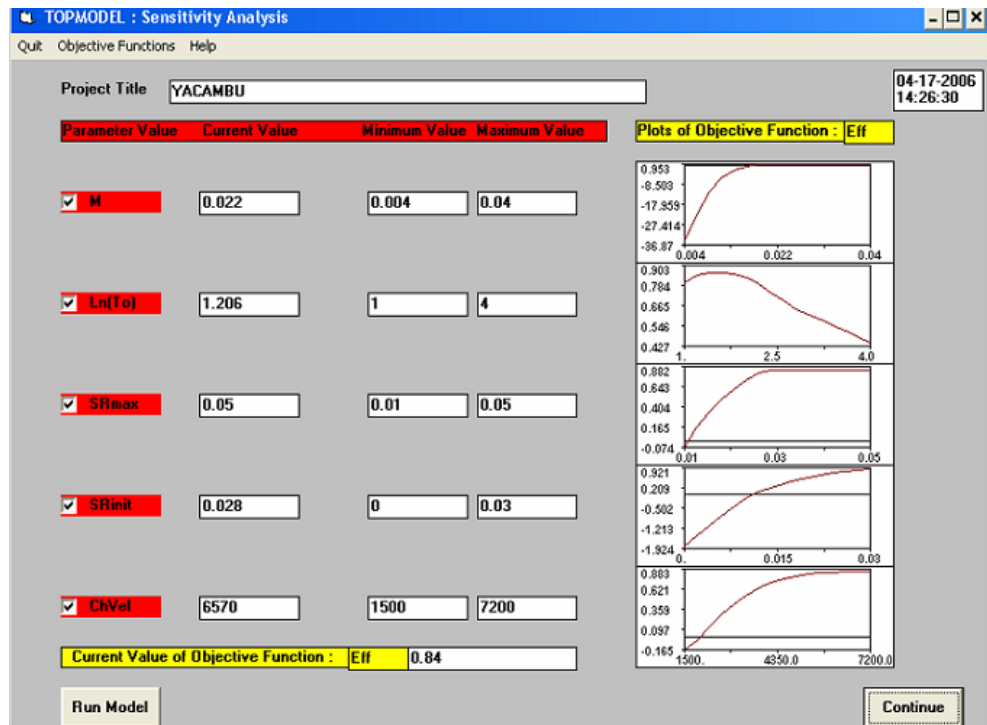 TOPMODEL : Sensitivity Analysis
Quit Objective Functions Help
Project Title YACAMBU
04-17-2006
14:26:30
Parameter Value Current Value Minimum Value Maximum Value
Plots of Objective Function : Eff
M 0.022 0.004 0.04
0.953
-8.503
-17.959
-27.414
-36.87
0.004 0.022 0.04
Ln(To) 1.206 1 4
0.903
0.784
0.665
0.546
0.427
1. 2.5 4.0
SRmax 0.05 0.01 0.05
0.882
0.643
0.404
0.165
-0.074
0.01 0.03 0.05
SRinit 0.028 0 0.03
0.921
0.209
-0.502
-1.213
-1.924
0. 0.015 0.03
ChVel 6570 1500 7200
0.883
0.621
0.359
0.097
-0.165
1500. 4350.0 7200.0
Current Value of Objective Function : Eff 0.84
Run Model
Continue